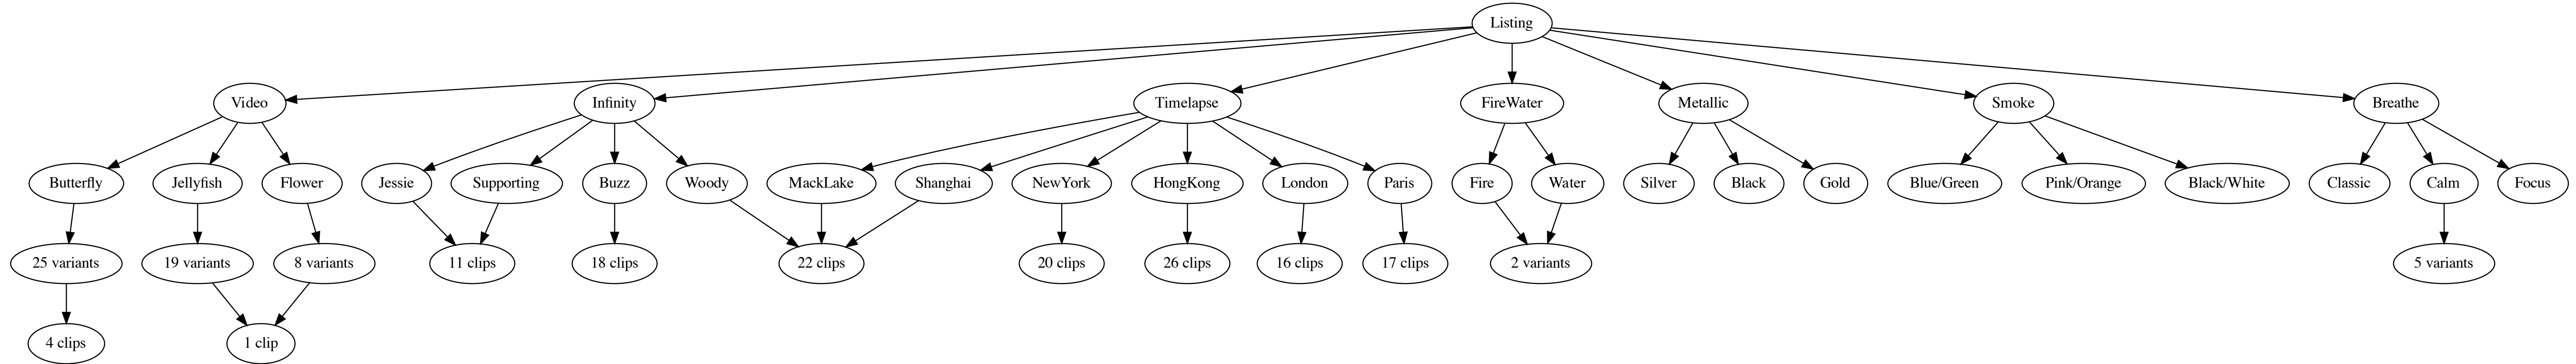 Listing
Video
Infinity
Timelapse
FireWater
Metallic
Smoke
Breathe
Butterfly
Jellyfish
Flower
Jessie
Supporting
Buzz
Woody
MackLake
Shanghai
NewYork
HongKong
London
Paris
Fire
Water
Silver
Black
Gold
Blue/Green
Pink/Orange
Black/White
Classic
Calm
Focus
25 variants
19 variants
8 variants
11 clips
18 clips
22 clips
20 clips
26 clips
16 clips
17 clips
2 variants
5 variants
4 clips
1 clip